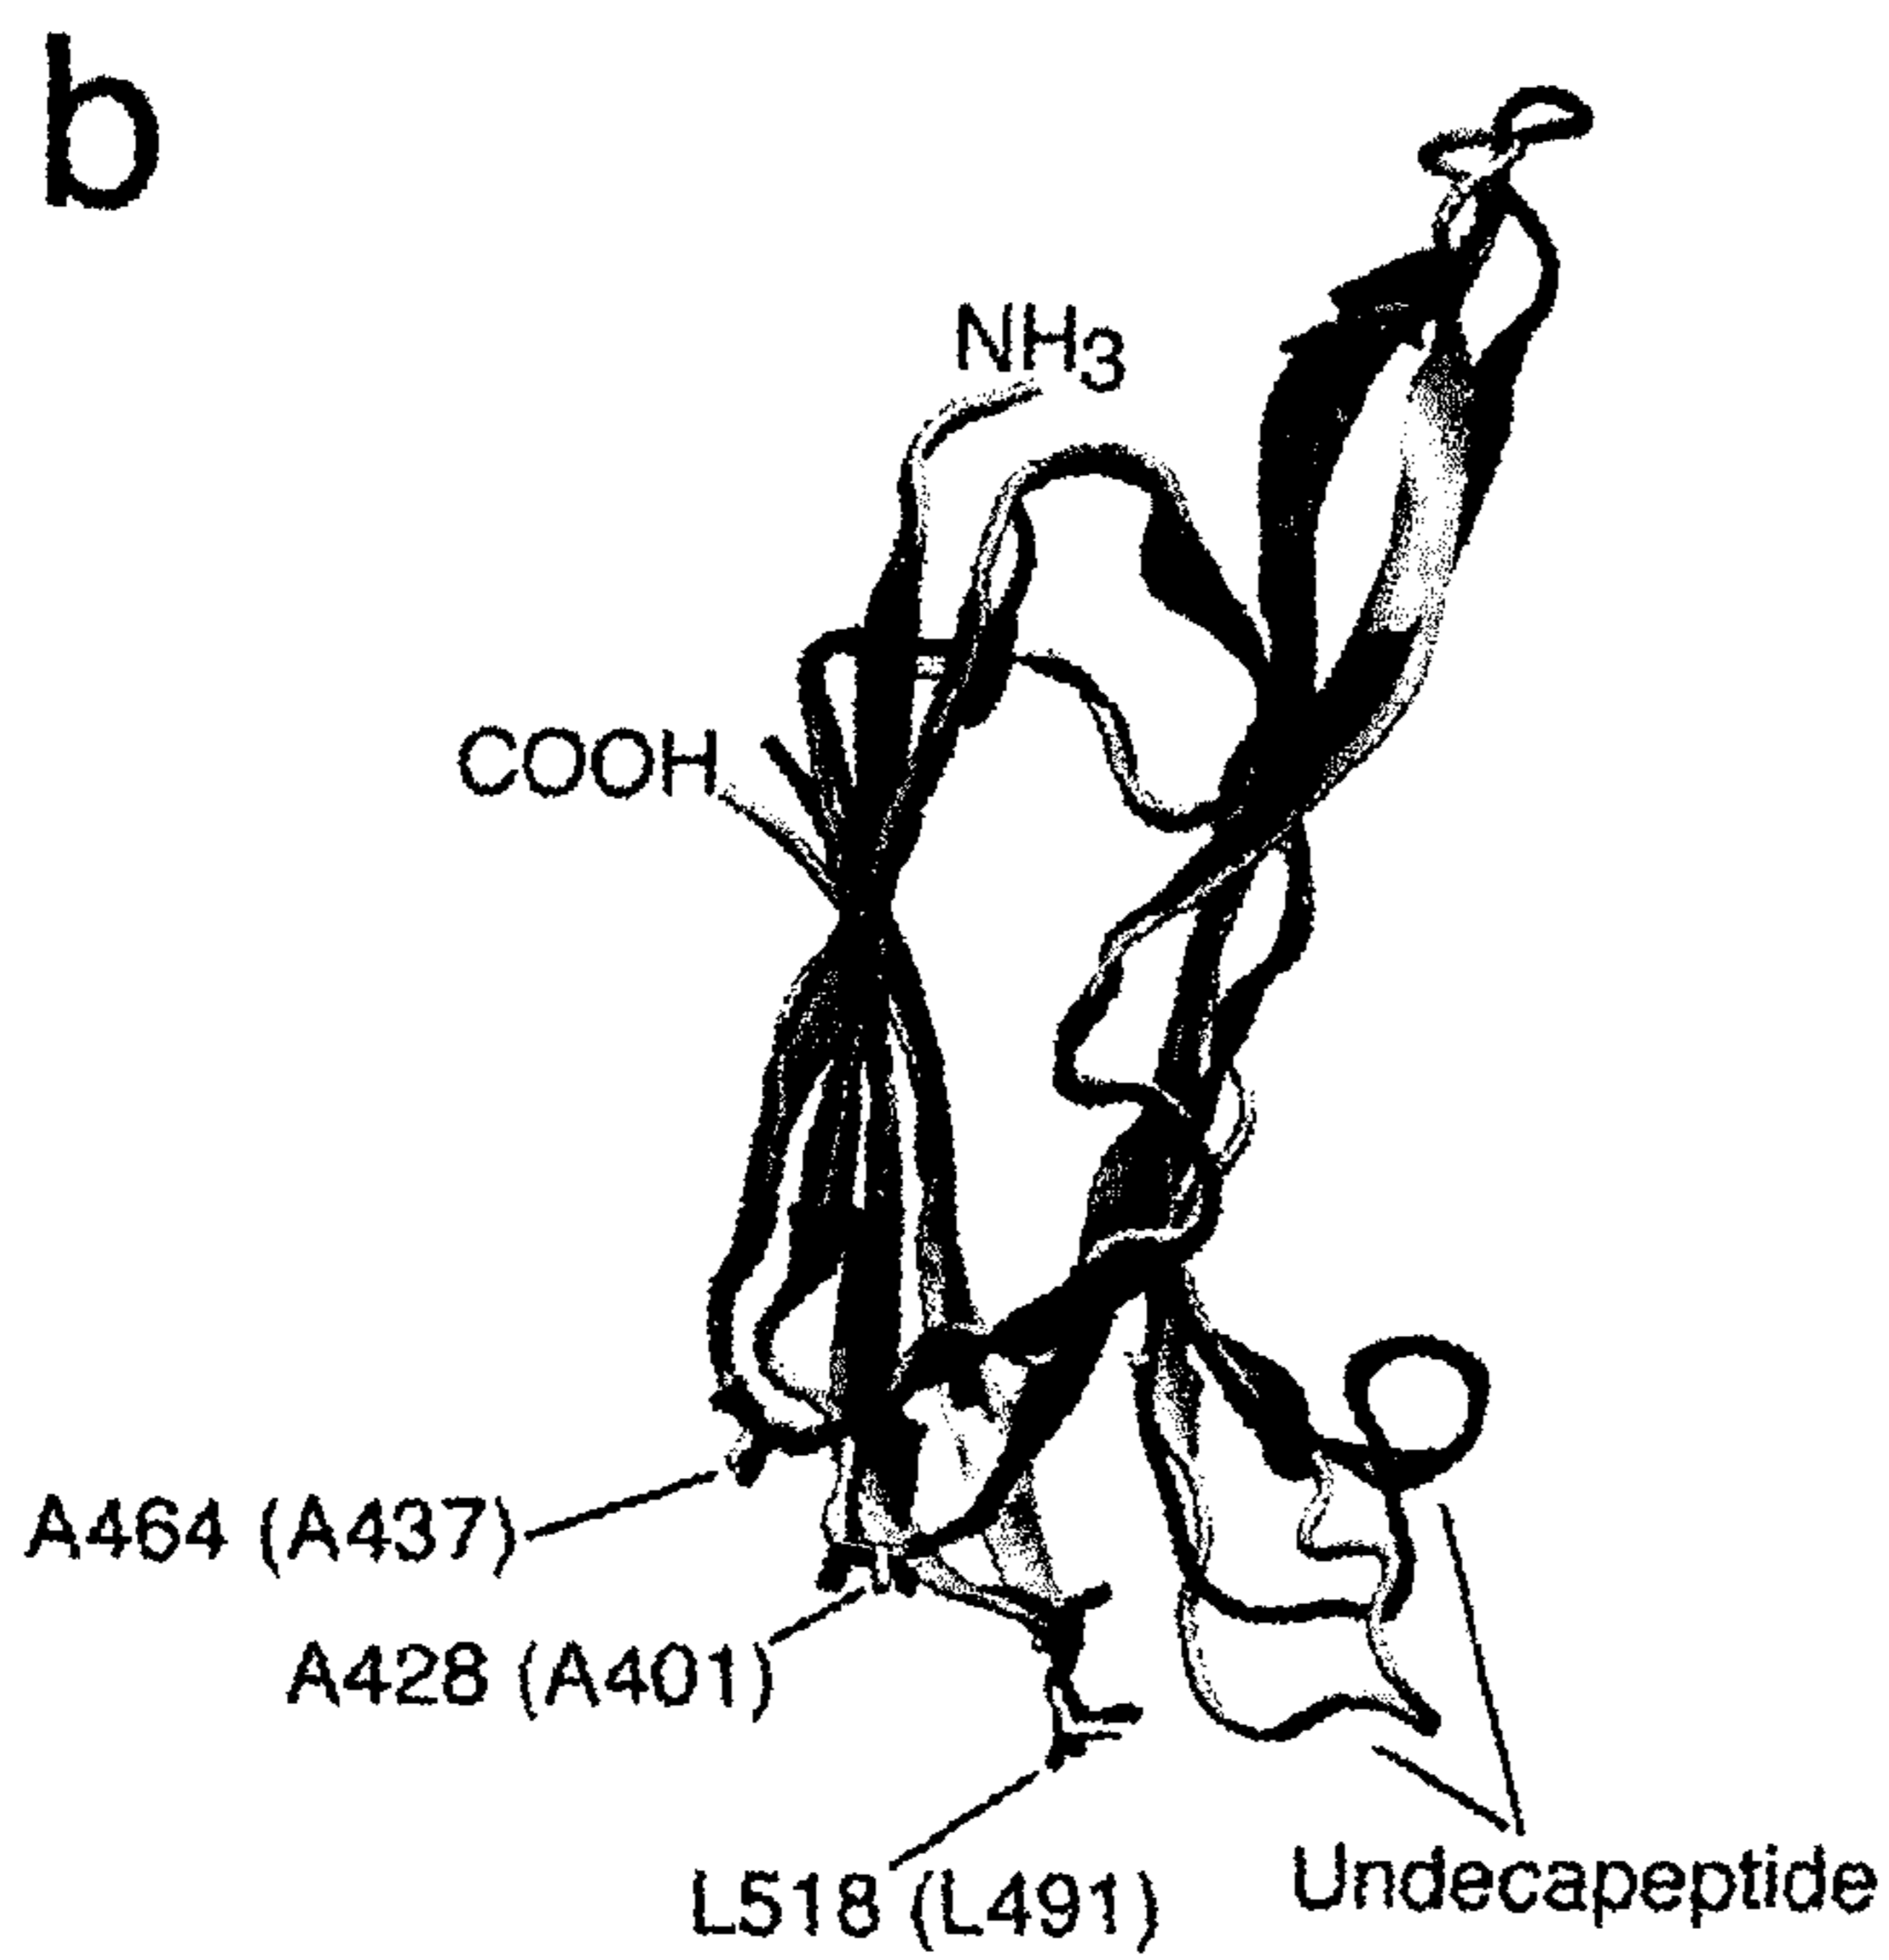 b
NH3
COOH
A464 (A437)
A428 (A401)
L518 (L491)
Undecapeptide